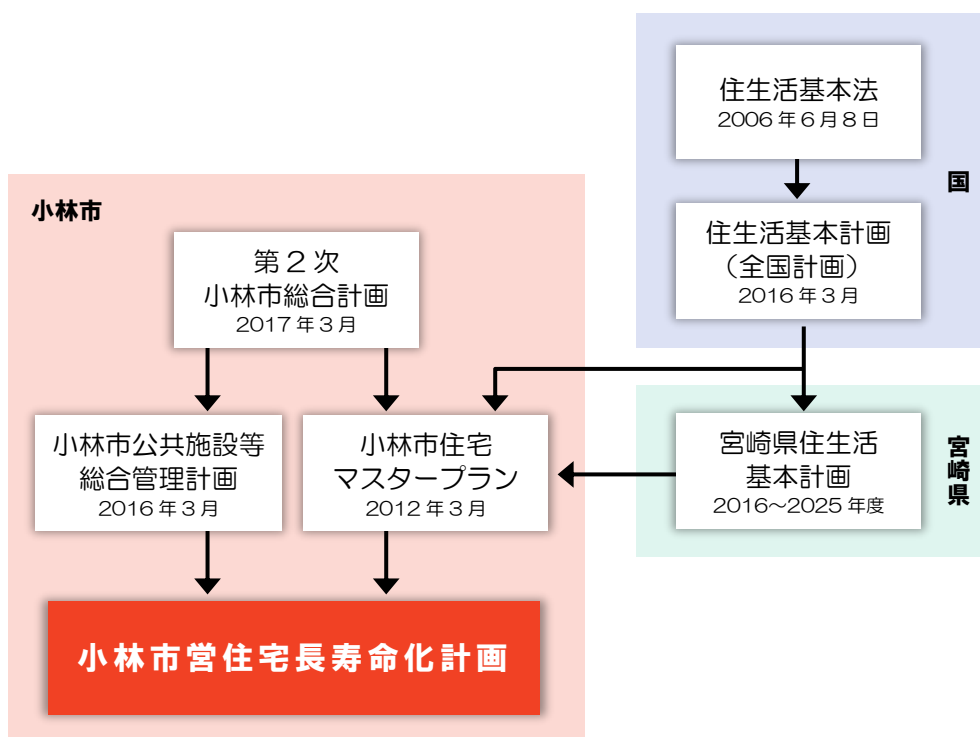 住生活基本法
2006年6月8日
国
住生活基本計画
（全国計画）
2016年3月
小林市
第2次
小林市総合計画
2017年3月
小林市公共施設等
総合管理計画
2016年3月
小林市住宅
マスタープラン
2012年3月
宮崎県住生活
基本計画
2016～2025年度
宮崎県
小林市営住宅長寿命化計画